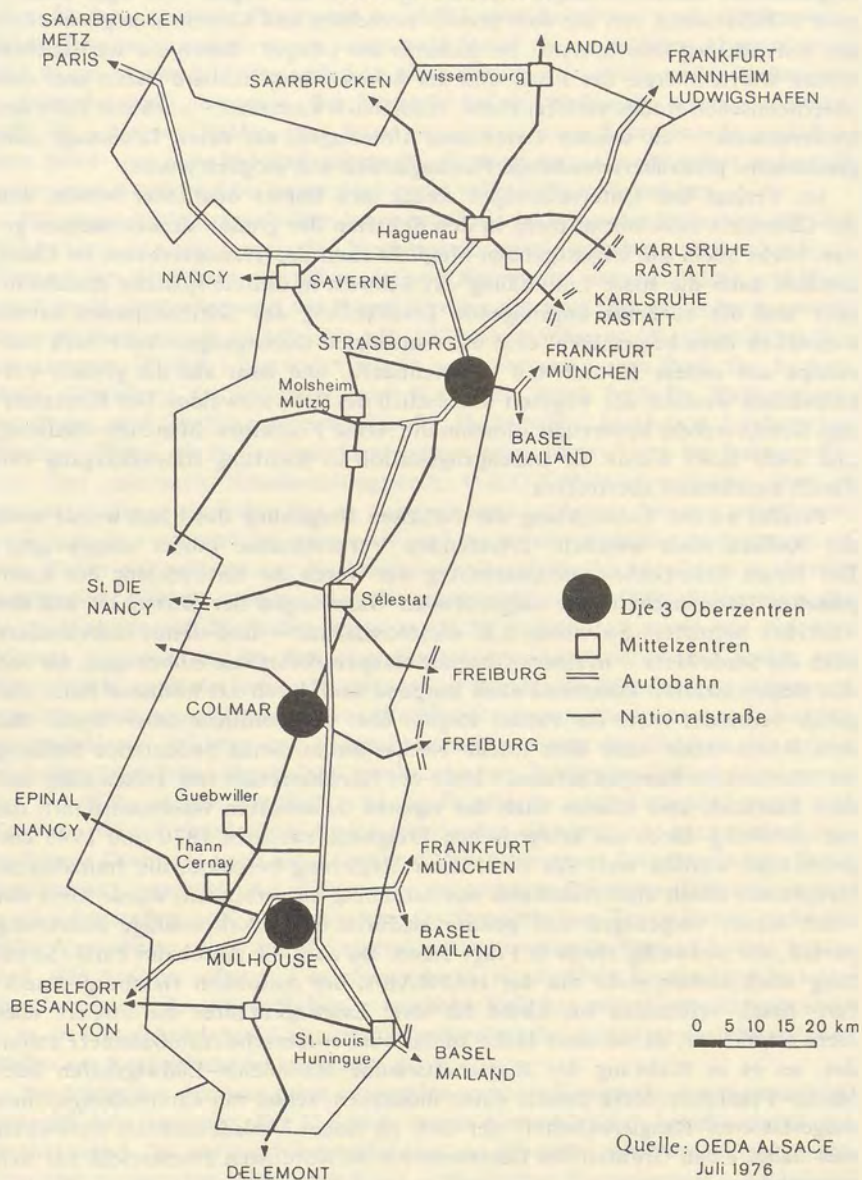 SAARBRÜCKEN
METZ
PARIS
SAARBRÜCKEN
LANDAU
Wissembourg
FRANKFURT
MANNHEIM
LUDWIGSHAFEN
Haguenau
KARLSRUHE
RASTATT
NANCY
SAVERNE
KARLSRUHE
RASTATT
STRASBOURG
FRANKFURT
MÜNCHEN
Molsheim
Mutzig
BASEL
MAILAND
St. DIE
NANCY
Sélestat
Die 3 Oberzentren
Mittelzentren
Autobahn
Nationalstraße
FREIBURG
COLMAR
FREIBURG
Guebwiller
EPINAL
NANCY
Thann
Cernay
FRANKFURT
MÜNCHEN
MULHOUSE
BASEL
MAILAND
BELFORT
BESANÇON
LYON
St. Louis
Huningue
BASEL
MAILAND
0 5 10 15 20 km
DELEMONT
Quelle: OEDA ALSACE
Juli 1976